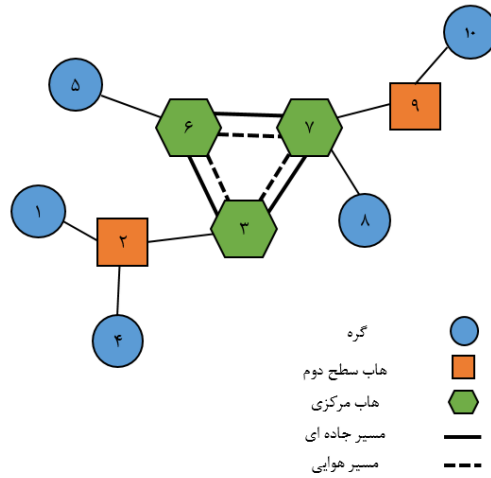 ۱۰
۹
۵
۶
۷
۸
۱
۲
۳
۴
گره
هاب سطح دوم
هاب مرکزی
مسیر جاده ای
مسیر هوایی